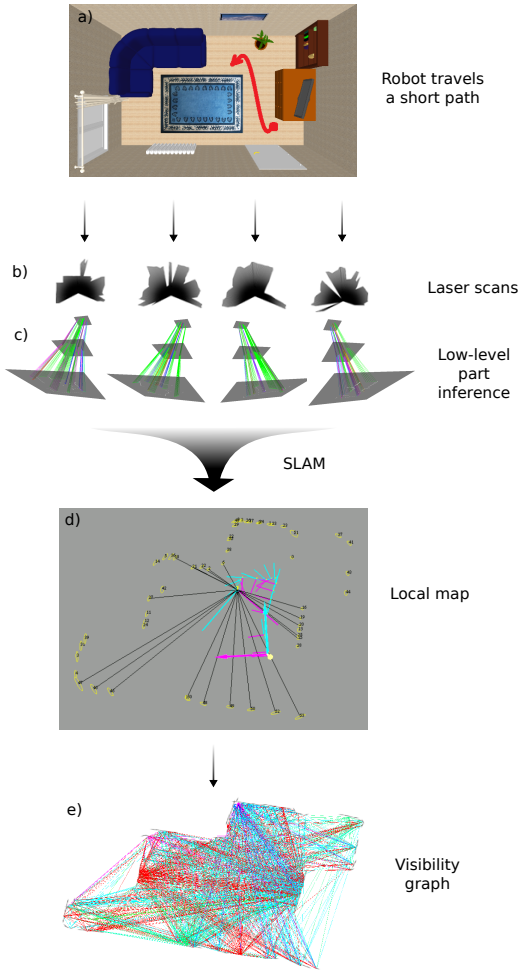 a)
Robot travels
a short path
b)
Laser scans
c)
Low-level
part
inference
SLAM
d)
Local map
e)
Visibility
graph